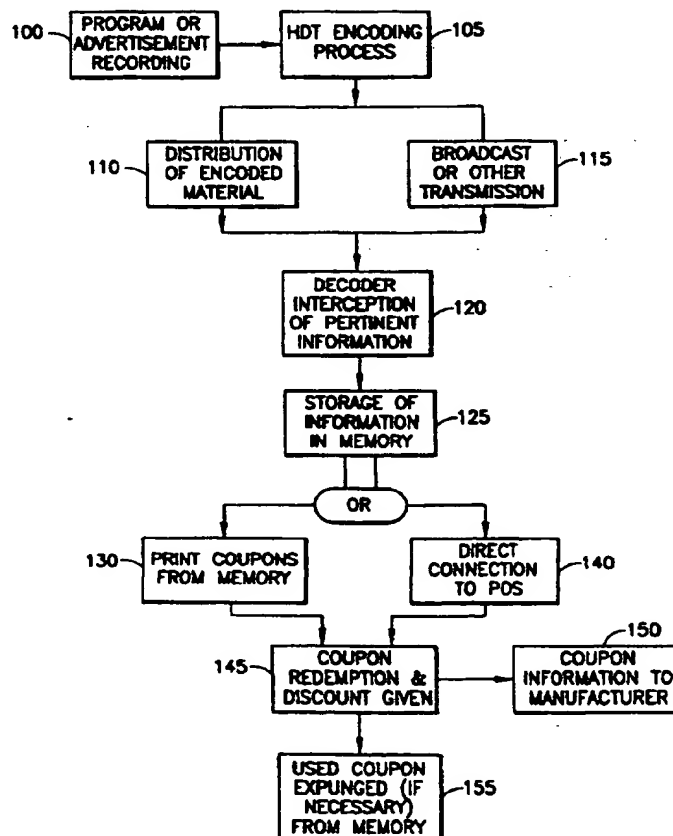 100
PROGRAM OR
ADVERTISEMENT
RECORDING
HDT ENCODING
PROCESS
105
110
DISTRIBUTION
OF ENCODED
MATERIAL
BROADCAST
OR OTHER
TRANSMISSION
115
DECODER
INTERCEPTION
OF PERTINENT
INFORMATION
120
STORAGE OF
INFORMATION
IN MEMORY
125
OR
130
PRINT COUPONS
FROM MEMORY
DIRECT
CONNECTION
TO POS
140
145
COUPON
REDEMPTION &
DISCOUNT GIVEN
150
COUPON
INFORMATION TO
MANUFACTURER
USED COUPON
EXPUNGED (IF
NECESSARY)
FROM MEMORY
155